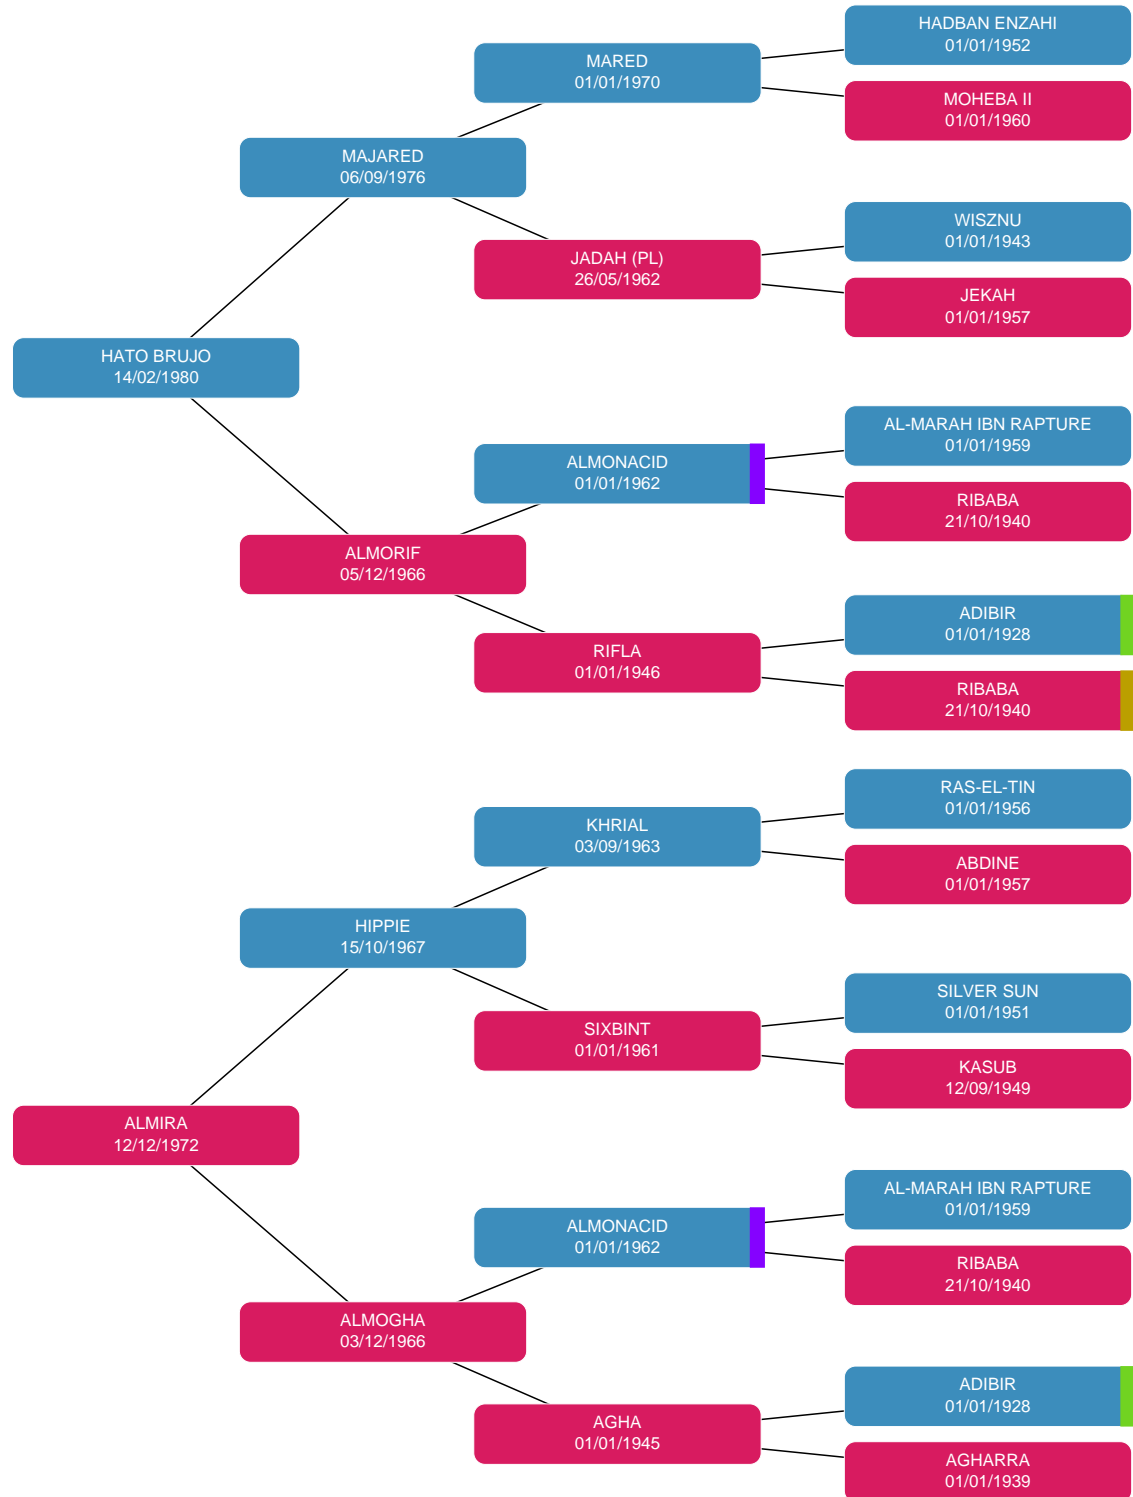 HADBAN ENZAHI
01/01/1952
MARED
01/01/1970
MOHEBA II
01/01/1960
MAJARED
06/09/1976
WISZNU
01/01/1943
JADAH (PL)
26/05/1962
JEKAH
01/01/1957
HATO BRUJO
14/02/1980
AL-MARAH IBN RAPTURE
01/01/1959
ALMONACID
01/01/1962
RIBABA
21/10/1940
ALMORIF
05/12/1966
ADIBIR
01/01/1928
RIFLA
01/01/1946
RIBABA
21/10/1940
RAS-EL-TIN
01/01/1956
KHRIAL
03/09/1963
ABDINE
01/01/1957
HIPPIE
15/10/1967
SILVER SUN
01/01/1951
SIXBINT
01/01/1961
KASUB
12/09/1949
ALMIRA
12/12/1972
AL-MARAH IBN RAPTURE
01/01/1959
ALMONACID
01/01/1962
RIBABA
21/10/1940
ALMOGHA
03/12/1966
ADIBIR
01/01/1928
AGHA
01/01/1945
AGHARRA
01/01/1939